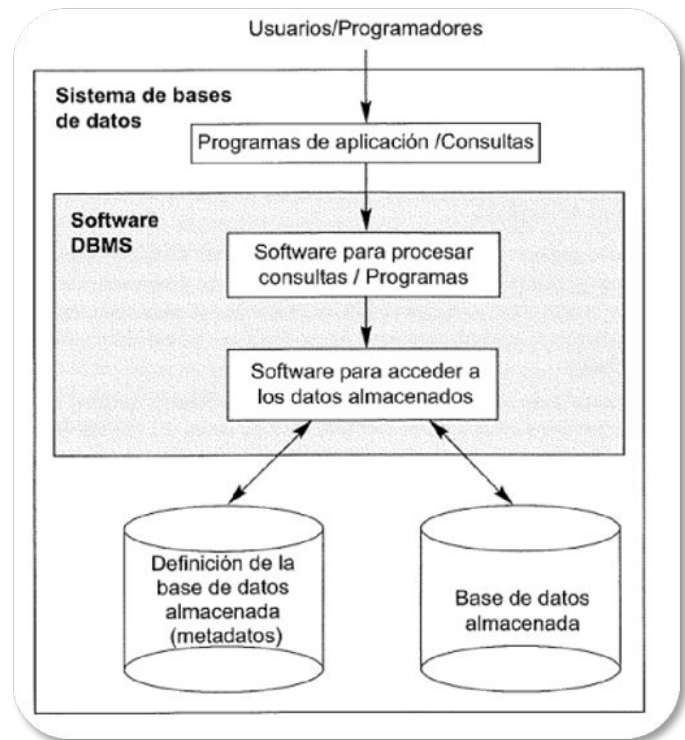 Usuarios/Programadores
Sistema de bases
de datos
Programas de aplicación /Consultas
Software
DBMS
Software para procesar
consultas / Programas
Software para acceder a
los datos almacenados
Definición de la
base de datos
almacenada
(metadatos)
Base de datos
almacenada